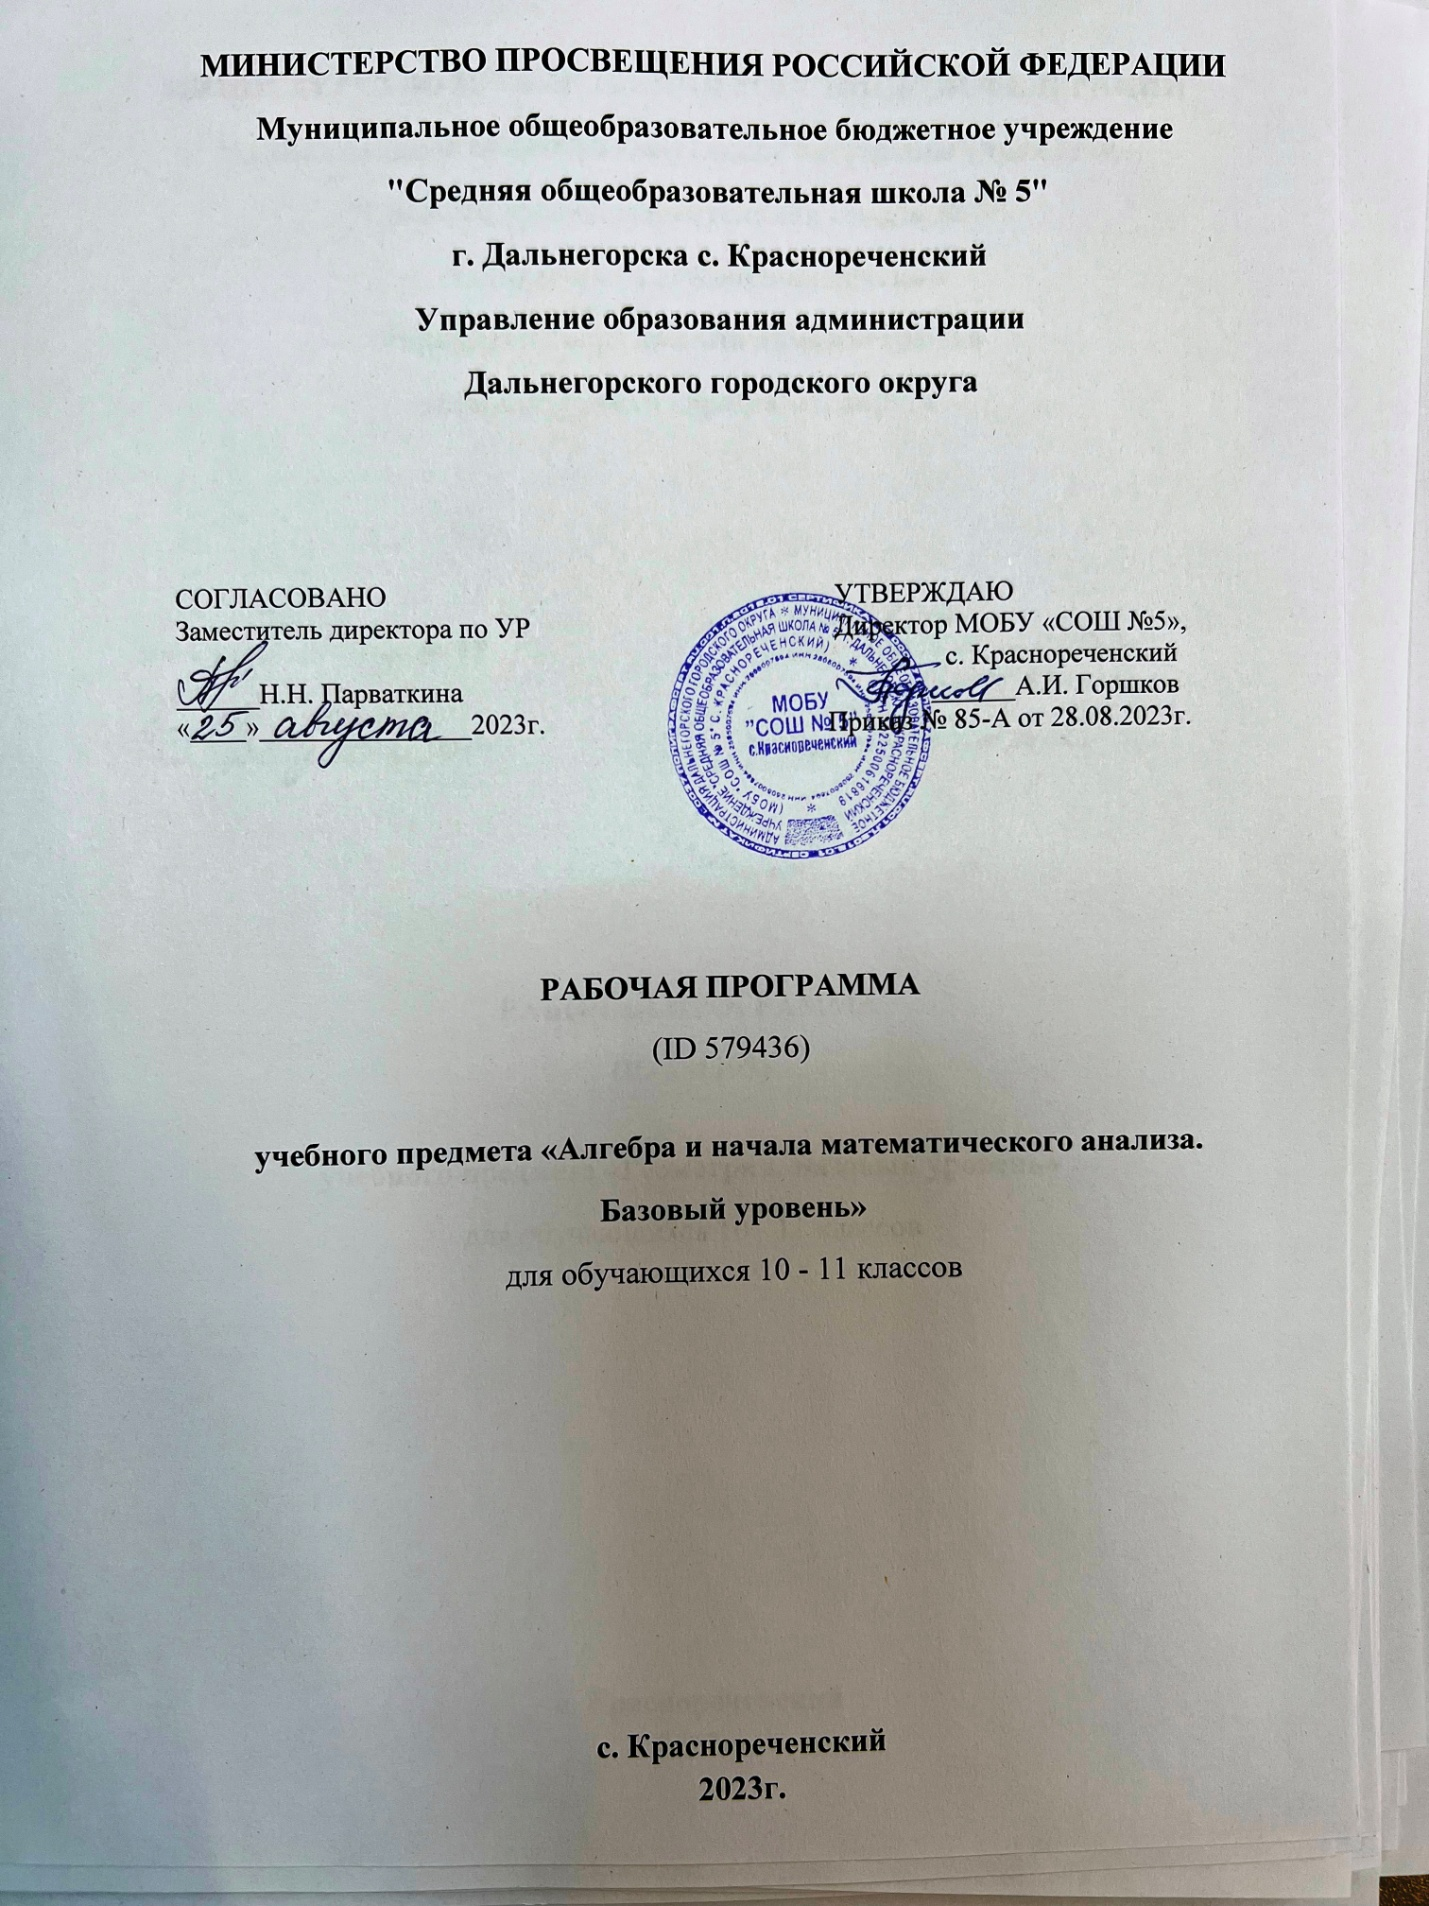 МИНИСТЕРСТВО ПРОСВЕЩЕНИЯ РОССИЙСКОЙ ФЕДЕРАЦИИ
Муниципальное общеобразовательное бюджетное учреждение
"Средняя общеобразовательная школа № 5"
г. Дальнегорска с. Краснореченский
Управление образования администрации
Дальнегорского городского округа
СОГЛАСОВАНО
Заместитель директора по УР
Н.Н. Парваткина
«25» августа 2023г.
УТВЕРЖДАЮ
Директор МОБУ «СОШ №5»,
с. Краснореченский
А.И. Горшков
Приказ № 85-А от 28.08.2023г.
МОБУ
"СОШ № 5"
с.Краснореченский
РАБОЧАЯ ПРОГРАММА
(ID 579436)
учебного предмета «Алгебра и начала математического анализа.
Базовый уровень»
для обучающихся 10 - 11 классов
с. Краснореченский
2023г.